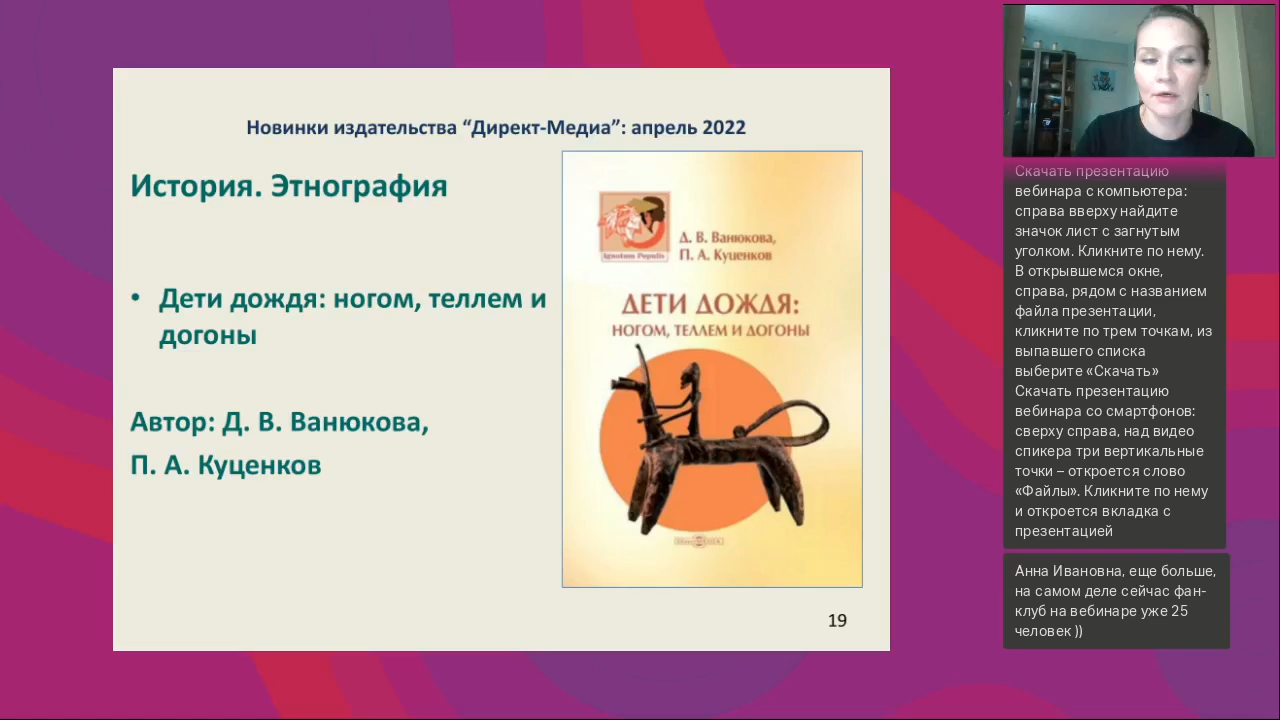 Новинки издательства “Директ-Медиа”: апрель 2022
История. Этнография
• Дети дождя: ногом, теллем и
догоны
Автор: Д. В. Ванюкова,
П. А. Куценков
Agnosium Populis
Д. В. Ванюкова,
П. А. Куценков
ДЕТИ ДОЖДЯ:
НОГОМ, ТЕЛЛЕМ И ДОГОНЫ
19
Скачать презентацию
вебинара с компьютера:
справа вверху найдите
значок лист с загнутым
уголком. Кликните по нему.
В открывшемся окне,
справа, рядом с названием
файла презентации,
кликните по трем точкам, из
выпавшего списка
выберите «Скачать»
Скачать презентацию
вебинара со смартфонов:
сверху справа, над видео
спикера три вертикальные
точки – откроется слово
«Файлы». Кликните по нему
и откроется вкладка с
презентацией
Анна Ивановна, еще больше,
на самом деле сейчас фан-
клуб на вебинаре уже 25
человек ))